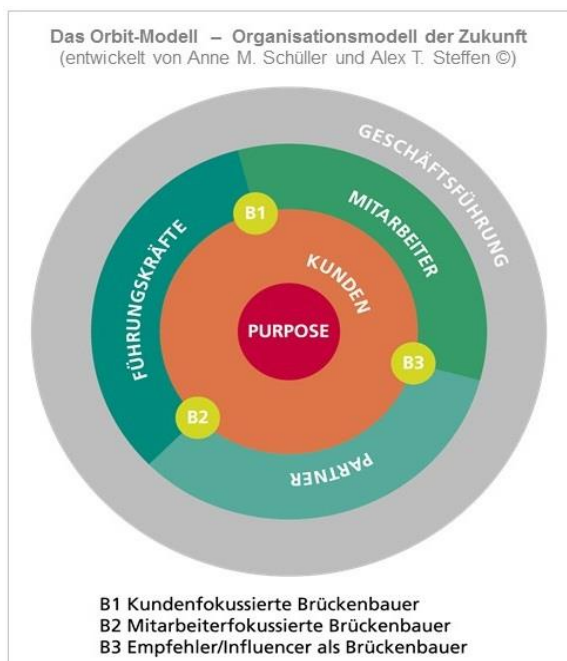 Das Orbit-Modell – Organisationsmodell der Zukunft
(entwickelt von Anne M. Schüller und Alex T. Steffen ©)
GESCHÄFTSFÜHRUNG
FÜHRUNGSKRÄFTE
B1
MITARBEITER
KUNDEN
PURPOSE
B3
B2
PARTNER
B1 Kundenfokussierte Brückenbauer
B2 Mitarbeiterfokussierte Brückenbauer
B3 Empfehler/Influencer als Brückenbauer